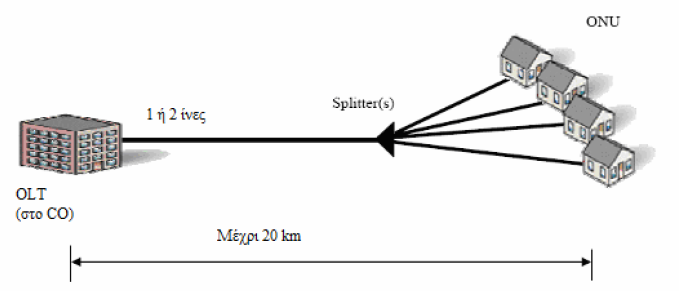 ONU
Splitter(s)
1 ή 2 ίνες
OLT
(στο CO)
Μέχρι 20 km